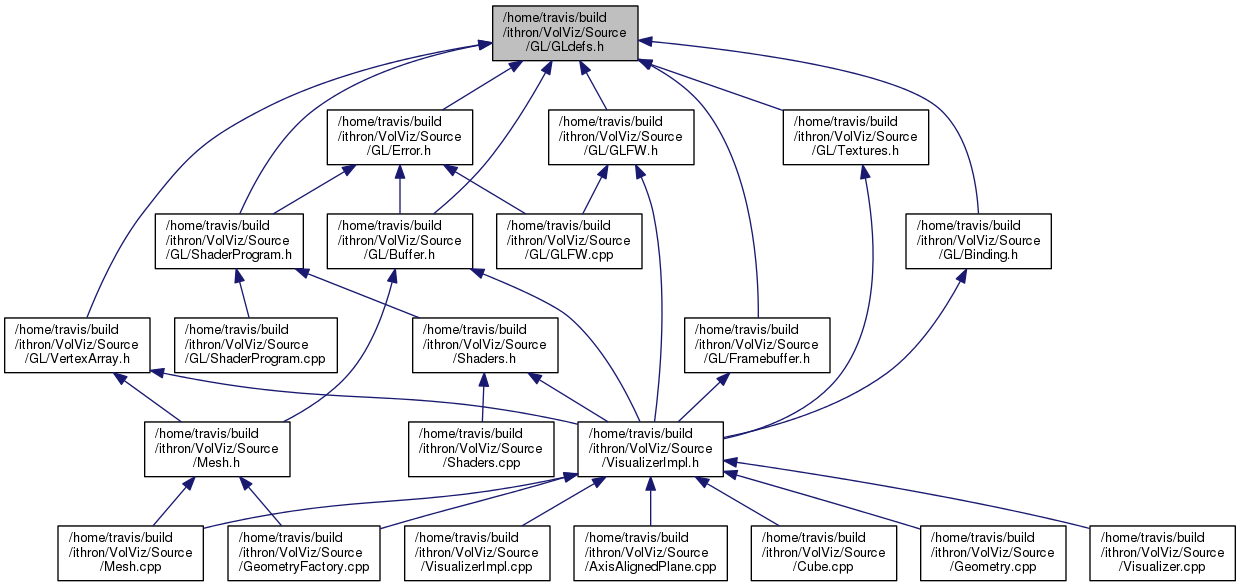 /home/travis/build
/ithron/VolViz/Source
/GL/GLdefs.h
/home/travis/build
/ithron/VolViz/Source
/GL/Error.h
/home/travis/build
/ithron/VolViz/Source
/GL/GLFW.h
/home/travis/build
/ithron/VolViz/Source
/GL/Textures.h
/home/travis/build
/ithron/VolViz/Source
/GL/ShaderProgram.h
/home/travis/build
/ithron/VolViz/Source
/GL/Buffer.h
/home/travis/build
/ithron/VolViz/Source
/GL/GLFW.cpp
/home/travis/build
/ithron/VolViz/Source
/GL/Binding.h
/home/travis/build
/ithron/VolViz/Source
/GL/VertexArray.h
/home/travis/build
/ithron/VolViz/Source
/GL/ShaderProgram.cpp
/home/travis/build
/ithron/VolViz/Source
/Shaders.h
/home/travis/build
/ithron/VolViz/Source
/GL/Framebuffer.h
/home/travis/build
/ithron/VolViz/Source
/Mesh.h
/home/travis/build
/ithron/VolViz/Source
/Shaders.cpp
/home/travis/build
/ithron/VolViz/Source
/VisualizerImpl.h
/home/travis/build
/ithron/VolViz/Source
/Mesh.cpp
/home/travis/build
/ithron/VolViz/Source
/GeometryFactory.cpp
/home/travis/build
/ithron/VolViz/Source
/VisualizerImpl.cpp
/home/travis/build
/ithron/VolViz/Source
/AxisAlignedPlane.cpp
/home/travis/build
/ithron/VolViz/Source
/Cube.cpp
/home/travis/build
/ithron/VolViz/Source
/Geometry.cpp
/home/travis/build
/ithron/VolViz/Source
/Visualizer.cpp